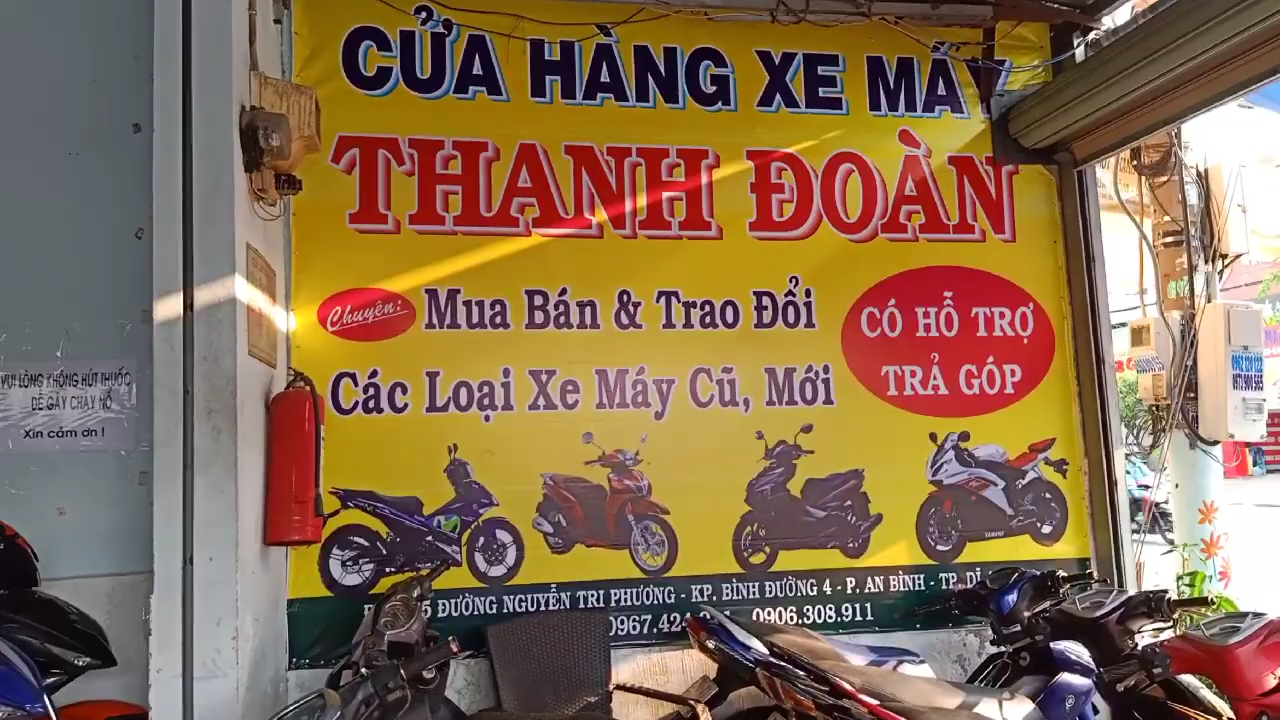 CỬA HÀNG XE MÁY
THANH ĐOÀN
Chuyên:
Mua Bán & Trao Đổi
Các Loại Xe Máy Cũ, Mới
CÓ HỖ TRỢ
TRẢ GÓP
ĐƯỜNG NGUYỄN TRI PHƯƠNG - KP. BÌNH ĐƯỜNG 4 - P. AN BÌNH - TP.
0906.308.911
VUI LÒNG KHÔNG HÚT THUỐC
DỄ GÂY CHÁY NỔ
Xin cảm ơn !